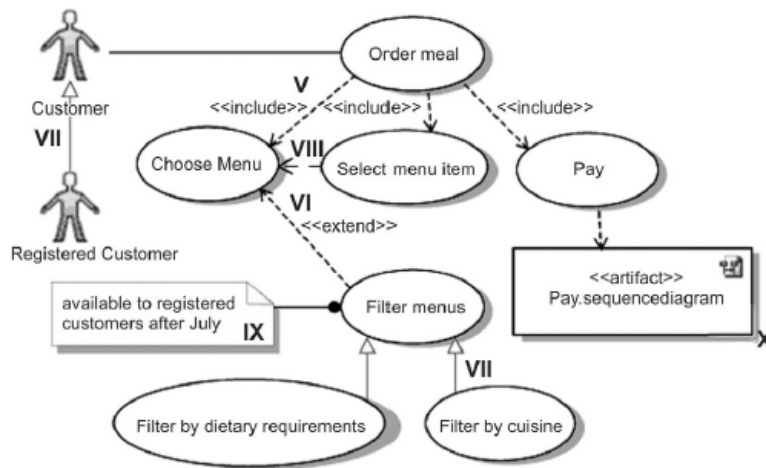 Order meal
Customer
V
<<include>>
<<include>>
<<include>>
VII
Choose Menu
VIII
Select menu item
Pay
VI
<<extend>>
Registered Customer
<<artifact>>
Pay.sequencediagram
available to registered
customers after July
IX
Filter menus
X
VII
Filter by dietary requirements
Filter by cuisine